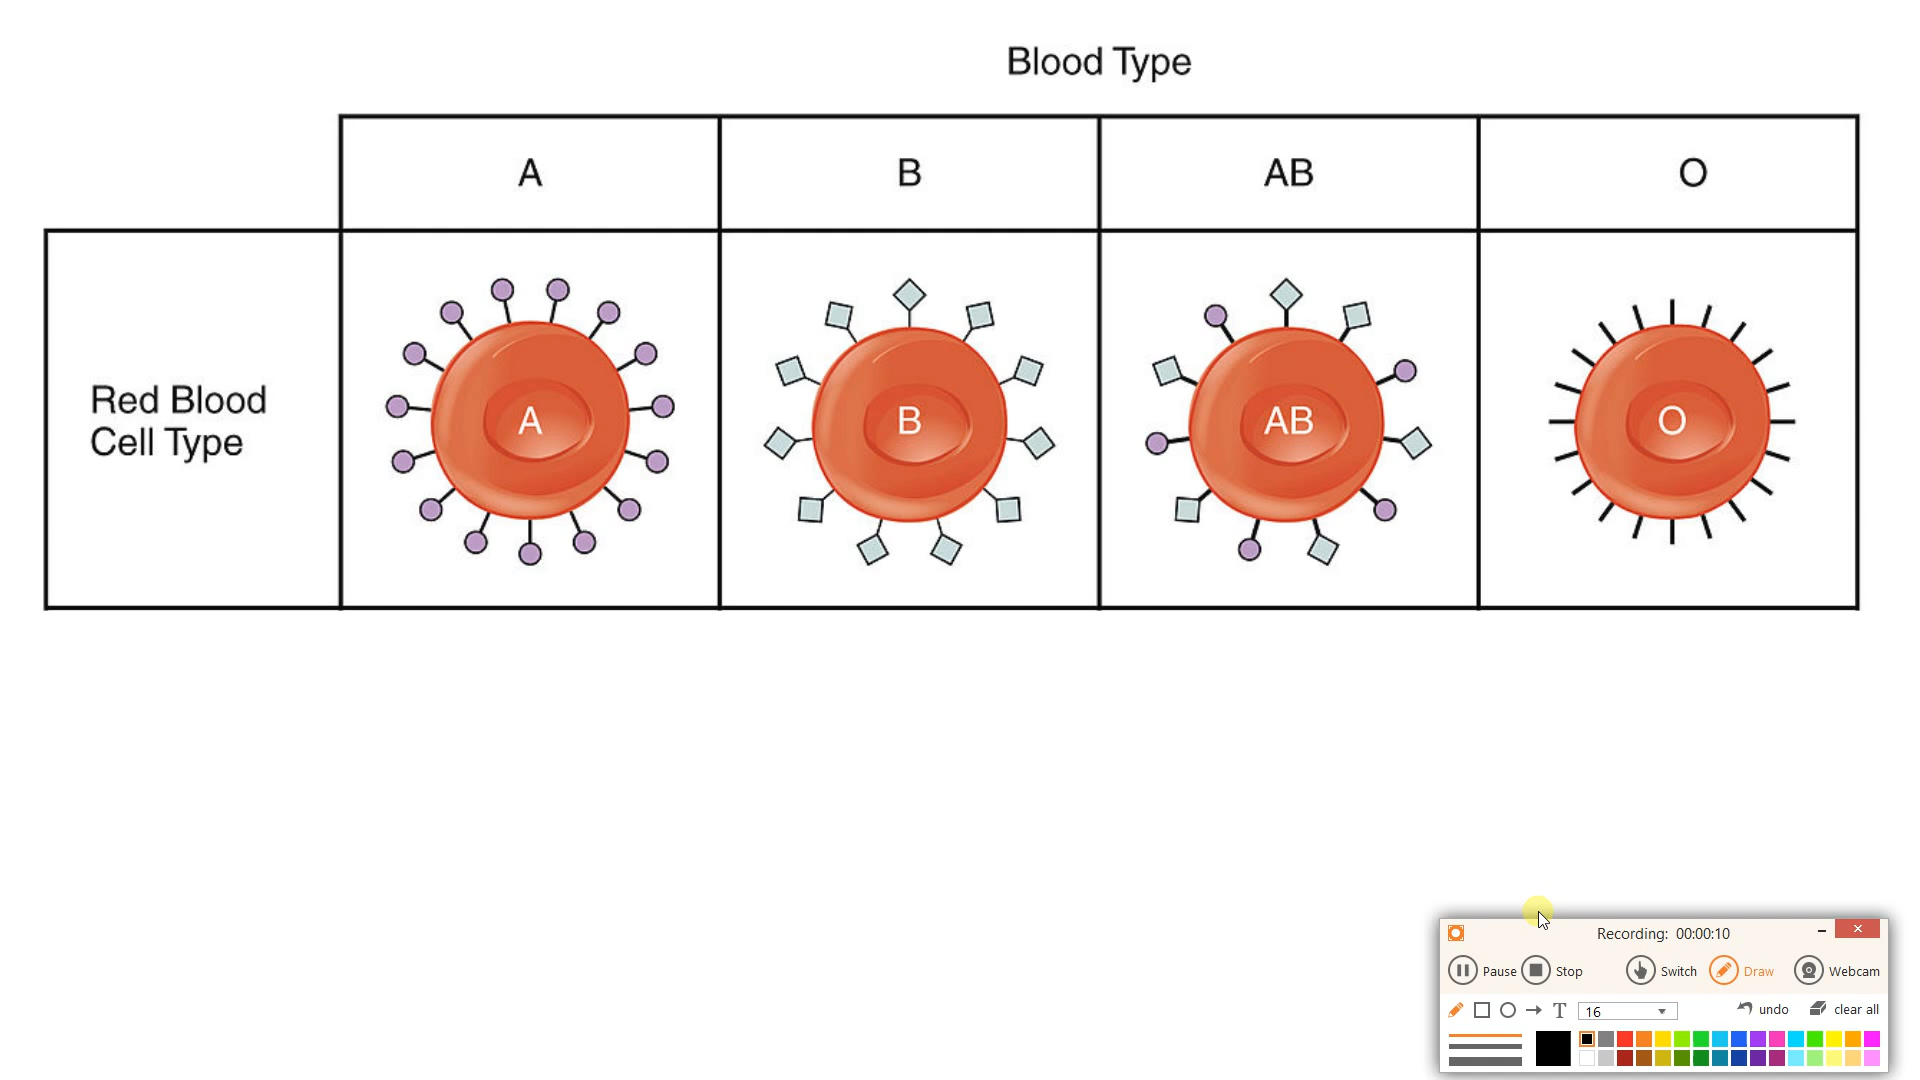 Blood Type
A B AB O
Red Blood
Cell Type
A B AB O
Recording: 00:00:10
Pause Stop Switch Draw Webcam
T 16 undo clear all